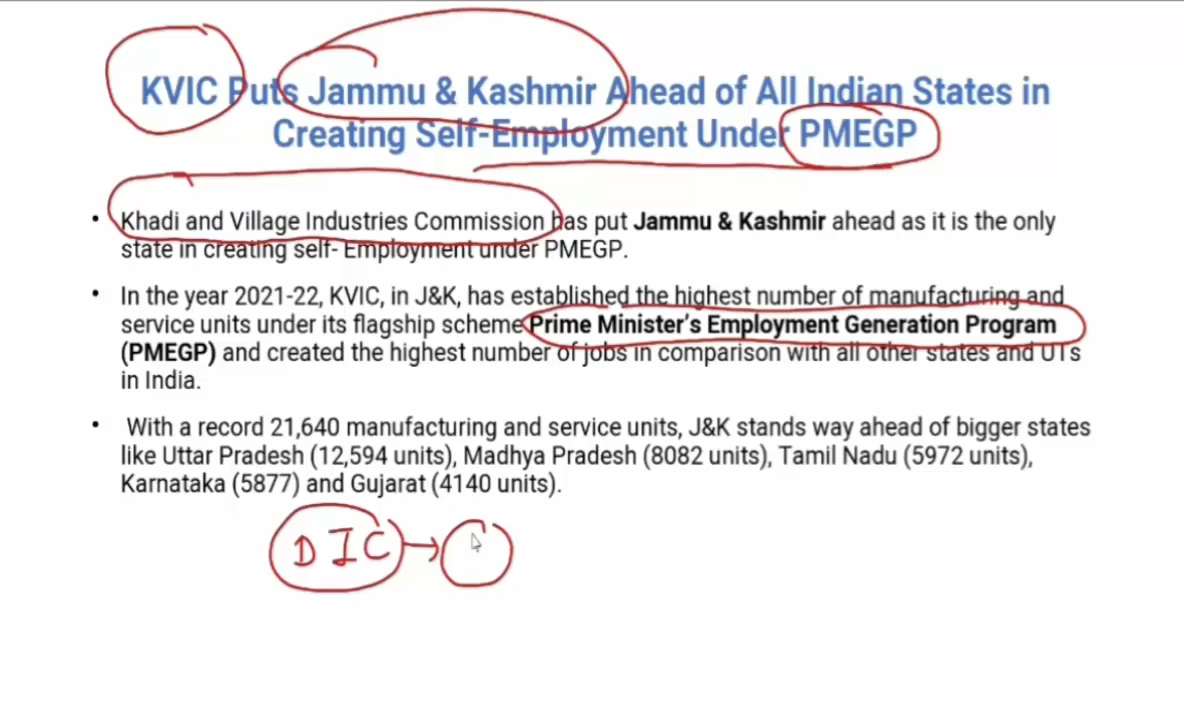 KVIC Puts Jammu & Kashmir Ahead of All Indian States in
Creating Self-Employment Under PMEGP
• Khadi and Village Industries Commission has put Jammu & Kashmir ahead as it is the only
state in creating self- Employment under PMEGP.
• In the year 2021-22, KVIC, in J&K, has established the highest number of manufacturing and
service units under its flagship scheme Prime Minister's Employment Generation Program
(PMEGP) and created the highest number of jobs in comparison with all other states and UTs
in India.
• With a record 21,640 manufacturing and service units, J&K stands way ahead of bigger states
like Uttar Pradesh (12,594 units), Madhya Pradesh (8082 units), Tamil Nadu (5972 units),
Karnataka (5877) and Gujarat (4140 units).
DIC